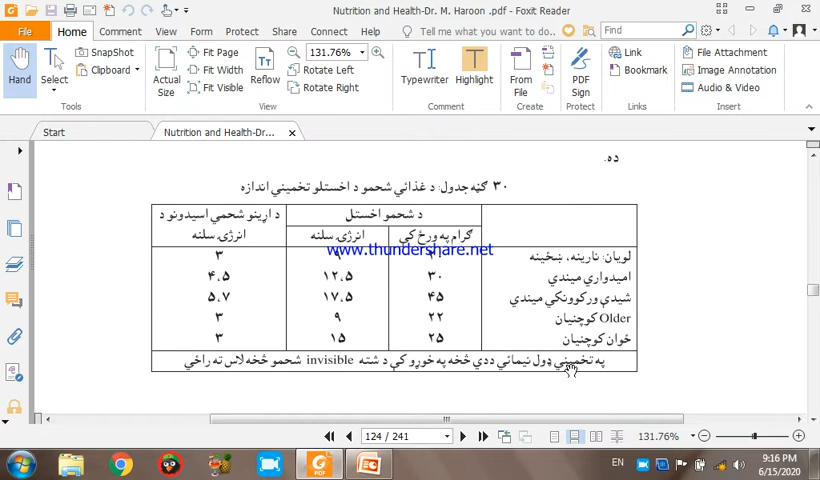 Nutrition and Health-Dr. M. Haroon .pdf - Foxit Reader
File Home Comment View Form Protect Share Help Tell me what you want to do... Find
Hand Select SnapShot Clipboard Actual Size Fit Page Fit Width Fit Visible Reflow 131.76% Rotate Left Rotate Right Typewriter Highlight From File PDF Sign Link Bookmark File Attachment Image Annotation Audio & Video
Tools View Comment Create Protect Insert
Start Nutrition and Health-Dr...
ده.
۳۰ ګڼه جدول: د غذائي شحمو د اخستلو تخميني اندازه
د شحمو اخستل د اړينو شحمي اسيدونو د
ګرام په ورځ کې انرژۍ سلنه انرژۍ سلنه
لويان: نارينه، ښځينه ۹ ۳
www.thundershare.net
اميدوارې ميندې ۳۰ ۱۲،۵ ۴،۵
شيدې ورکوونکي ميندي ۴۵ ۱۷،۵ ۵،۷
Older کوچنيان ۲۲ ۹ ۳
ځوان کوچنيان ۲۵ ۱۵ ۳
په تخميني ډول نيمائي ددې څخه په خوړو کې د شته invisible شحمو څخه لاس ته راځي
124 / 241 131.76%
EN 9:16 PM
6/15/2020